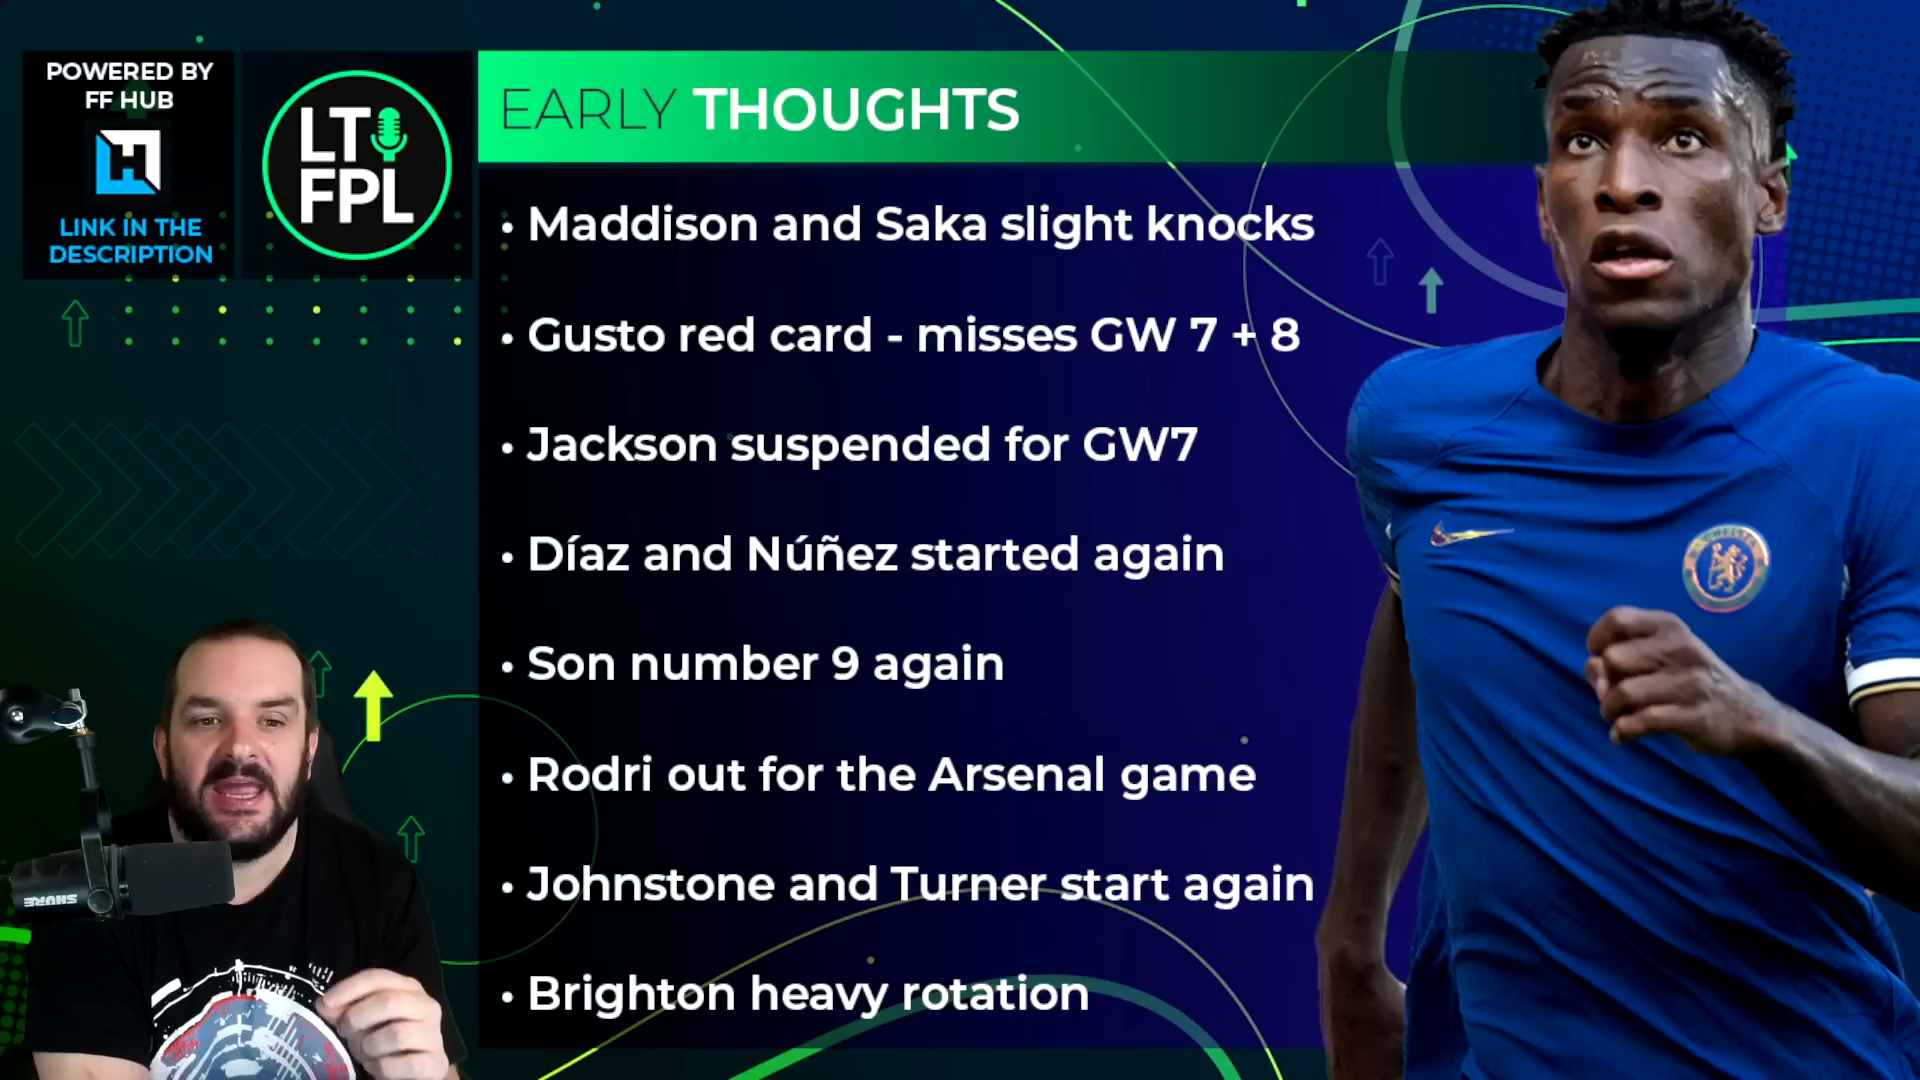 POWERED BY
FF HUB
LINK IN THE
DESCRIPTION
LT
FPL
EARLY THOUGHTS
• Maddison and Saka slight knocks
• Gusto red card - misses GW 7 + 8
• Jackson suspended for GW7
• Díaz and Núñez started again
• Son number 9 again
• Rodri out for the Arsenal game
• Johnstone and Turner start again
• Brighton heavy rotation
SHURE